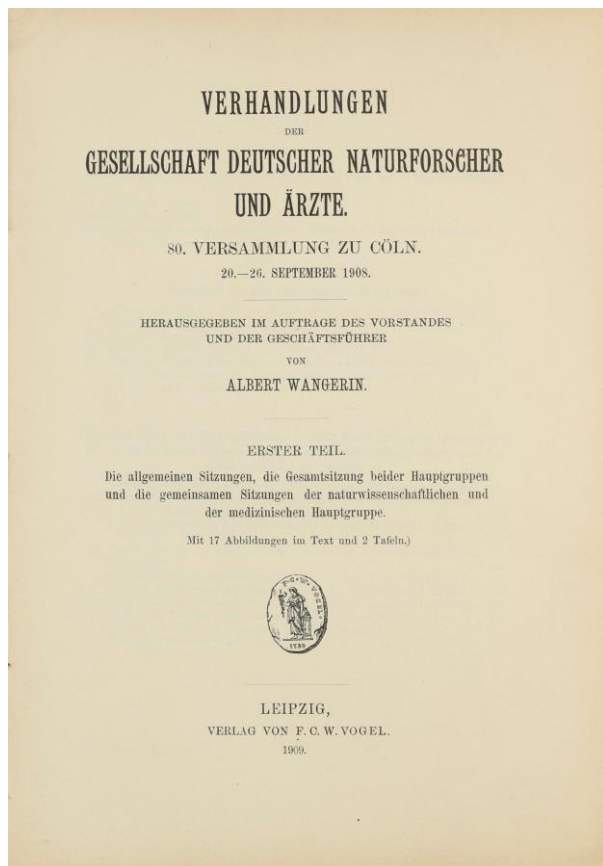 VERHANDLUNGEN
DER
GESELLSCHAFT DEUTSCHER NATURFORSCHER
UND ÄRZTE.
80. VERSAMMLUNG ZU CÖLN.
20.—26. SEPTEMBER 1908.
HERAUSGEGEBEN IM AUFTRAGE DES VORSTANDES
UND DER GESCHÄFTSFÜHRER
VON
ALBERT WANGERIN.
ERSTER TEIL.
Die allgemeinen Sitzungen, die Gesamtsitzung beider Hauptgruppen
und die gemeinsamen Sitzungen der naturwissenschaftlichen und
der medizinischen Hauptgruppe.
Mit 17 Abbildungen im Text und 2 Tafeln.)
F.C.W. VOGEL.
LEIPZIG,
VERLAG VON F. C. W. VOGEL.
1909.